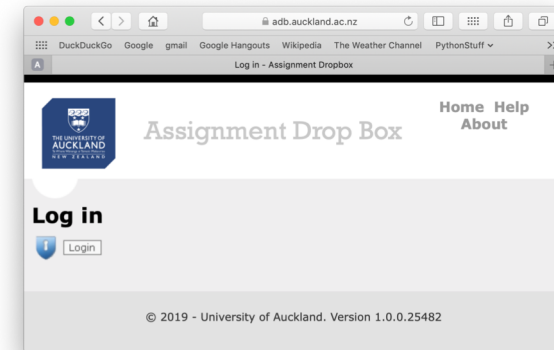 adb.auckland.ac.nz
DuckDuckGo Google gmail Google Hangouts Wikipedia The Weather Channel PythonStuff
A Log in - Assignment Dropbox
THE UNIVERSITY OF
AUCKLAND
NEW ZEALAND
Assignment Drop Box
Home Help
About
Log in
Login
© 2019 - University of Auckland. Version 1.0.0.25482